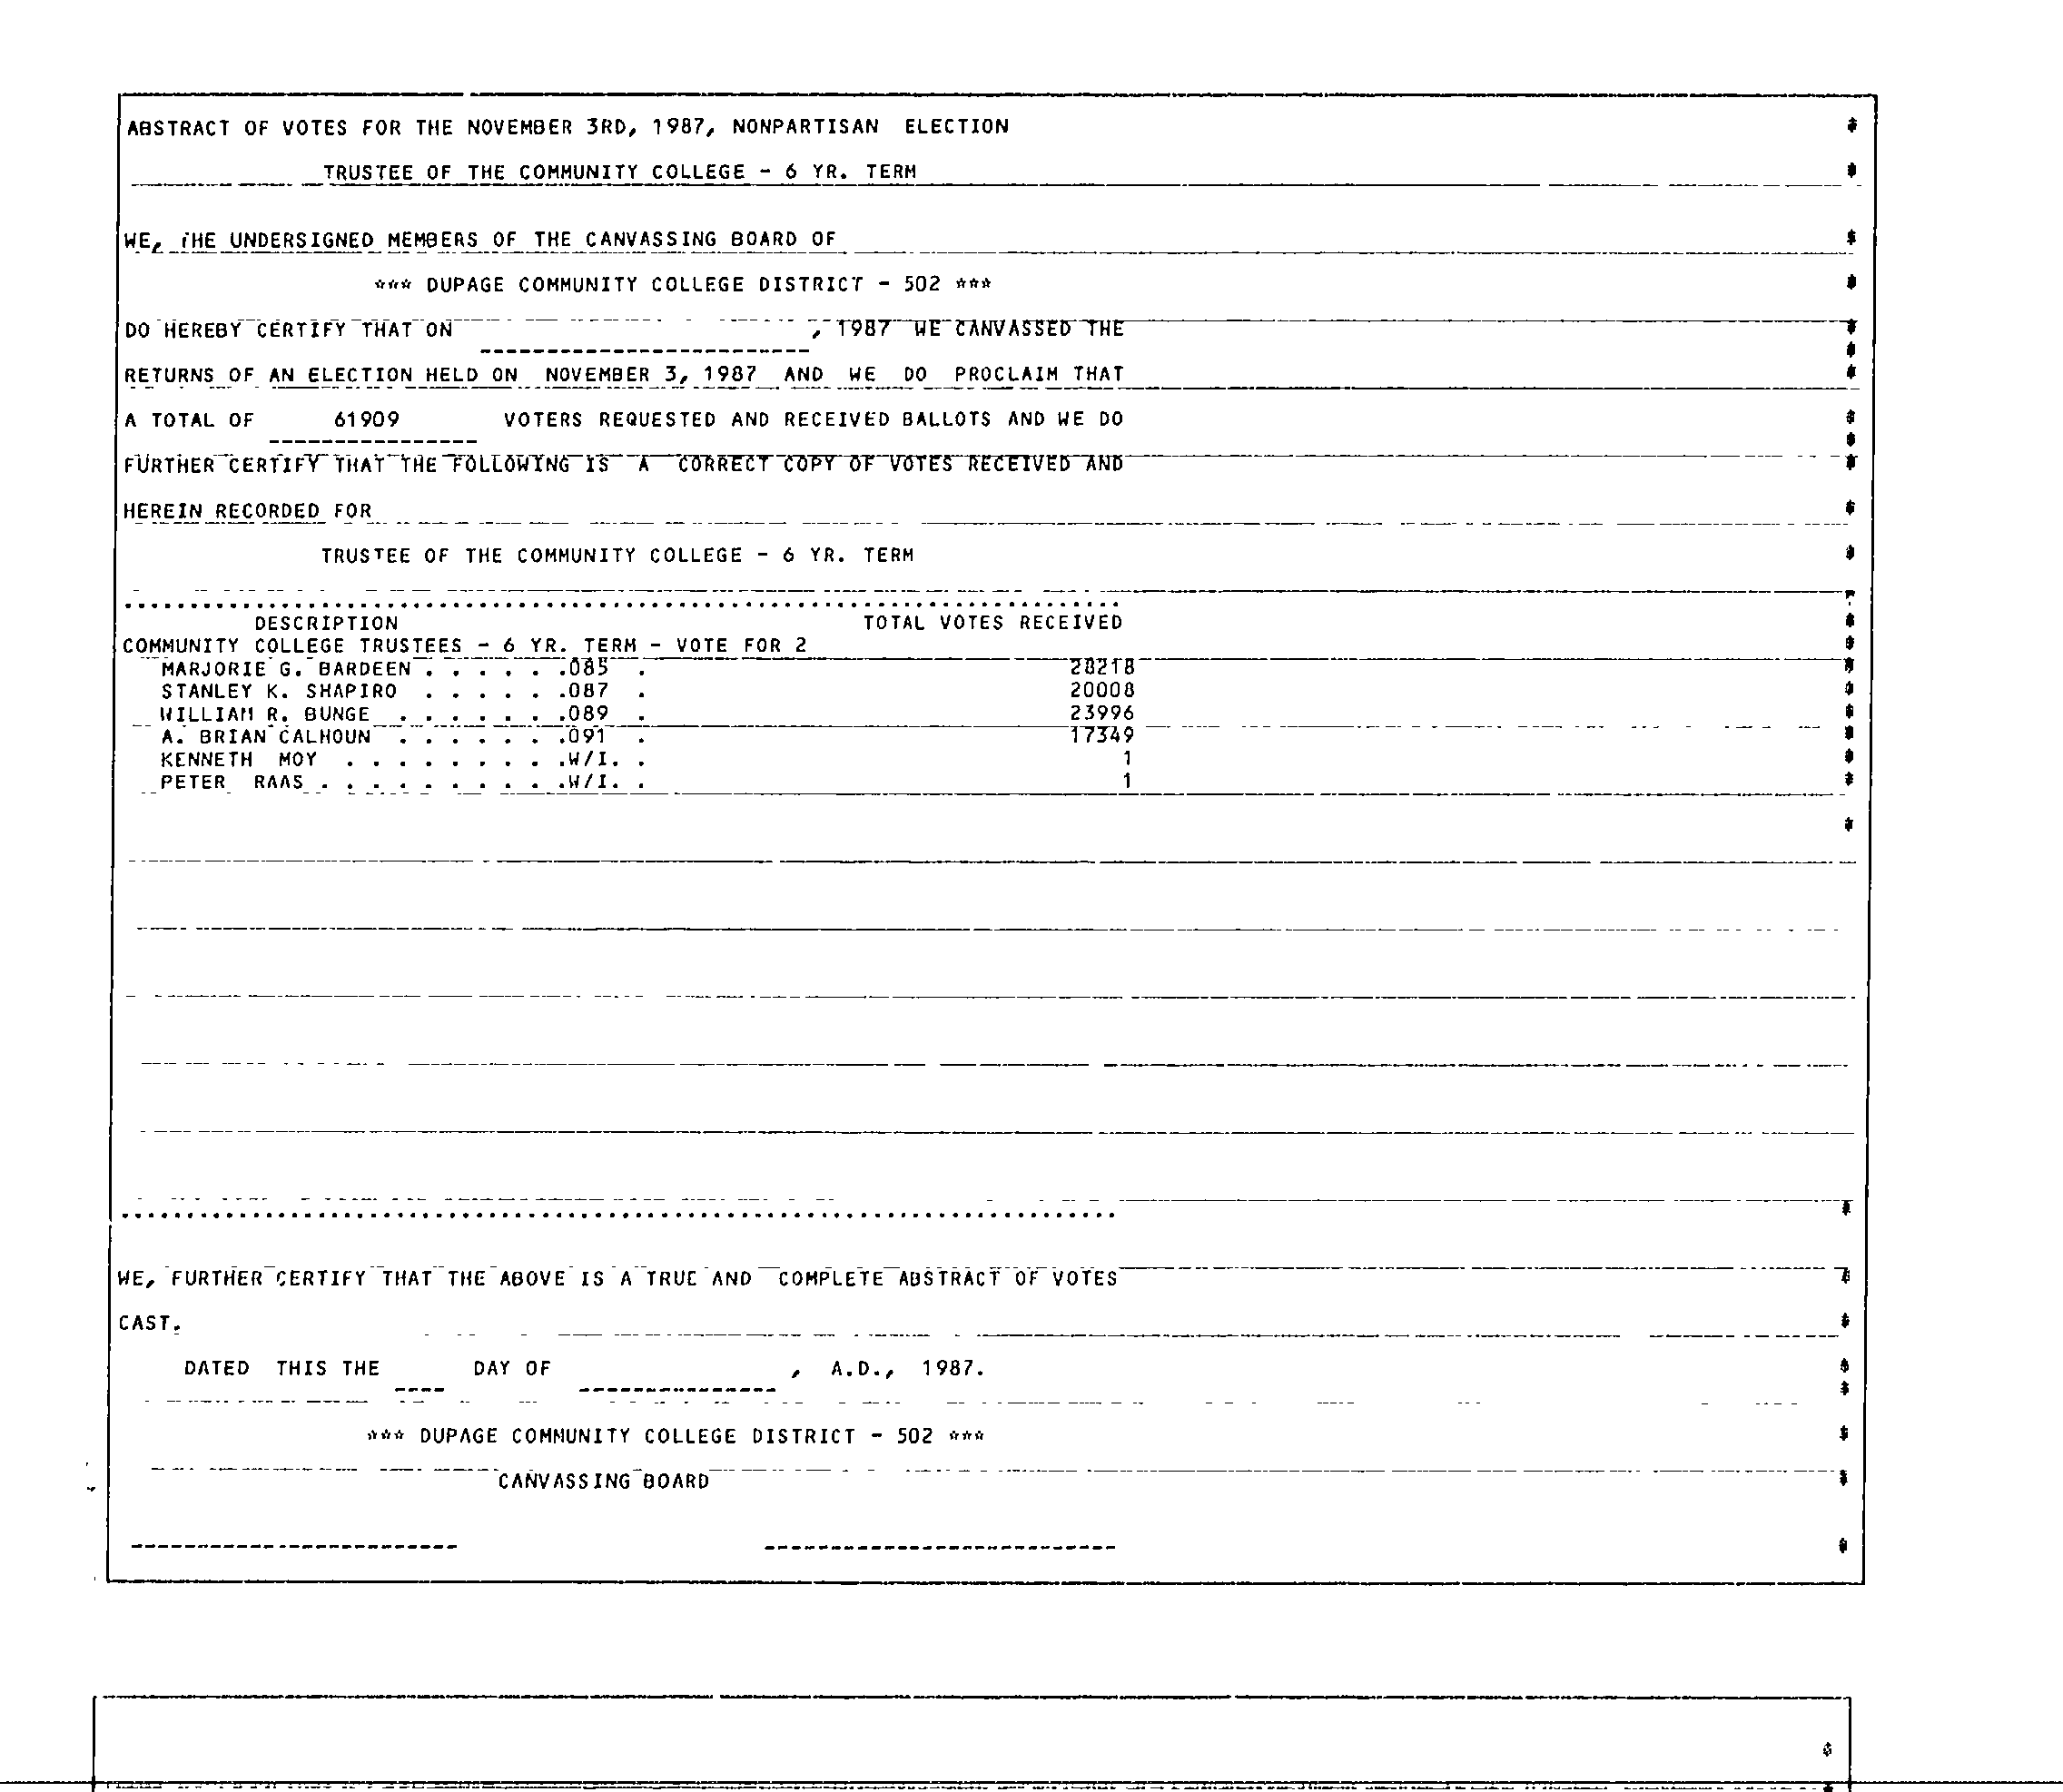 ABSTRACT OF VOTES FOR THE NOVEMBER 3RD, 1987, NONPARTISAN ELECTION
TRUSTEE OF THE COMMUNITY COLLEGE - 6 YR. TERM
WE, THE UNDERSIGNED MEMBERS OF THE CANVASSING BOARD OF
*** DUPAGE COMMUNITY COLLEGE DISTRICT - 502 ***
DO HEREBY CERTIFY THAT ON , 1987 WE CANVASSED THE
RETURNS OF AN ELECTION HELD ON NOVEMBER 3, 1987 AND WE DO PROCLAIM THAT
A TOTAL OF 61909 VOTERS REQUESTED AND RECEIVED BALLOTS AND WE DO
FURTHER CERTIFY THAT THE FOLLOWING IS A CORRECT COPY OF VOTES RECEIVED AND
HEREIN RECORDED FOR
TRUSTEE OF THE COMMUNITY COLLEGE - 6 YR. TERM
DESCRIPTION TOTAL VOTES RECEIVED
COMMUNITY COLLEGE TRUSTEES - 6 YR. TERM - VOTE FOR 2
MARJORIE G. BARDEEN . . . . . .085 . 28218
STANLEY K. SHAPIRO . . . . . .087 . 20008
WILLIAM R. BUNGE . . . . . . .089 . 23996
A. BRIAN CALHOUN . . . . . . .091 . 17349
KENNETH MOY . . . . . . . . .W/I. . 1
PETER RAAS . . . . . . . . . .W/I. . 1
WE, FURTHER CERTIFY THAT THE ABOVE IS A TRUE AND COMPLETE ABSTRACT OF VOTES
CAST.
DATED THIS THE DAY OF , A.D., 1987.
*** DUPAGE COMMUNITY COLLEGE DISTRICT - 502 ***
CANVASSING BOARD